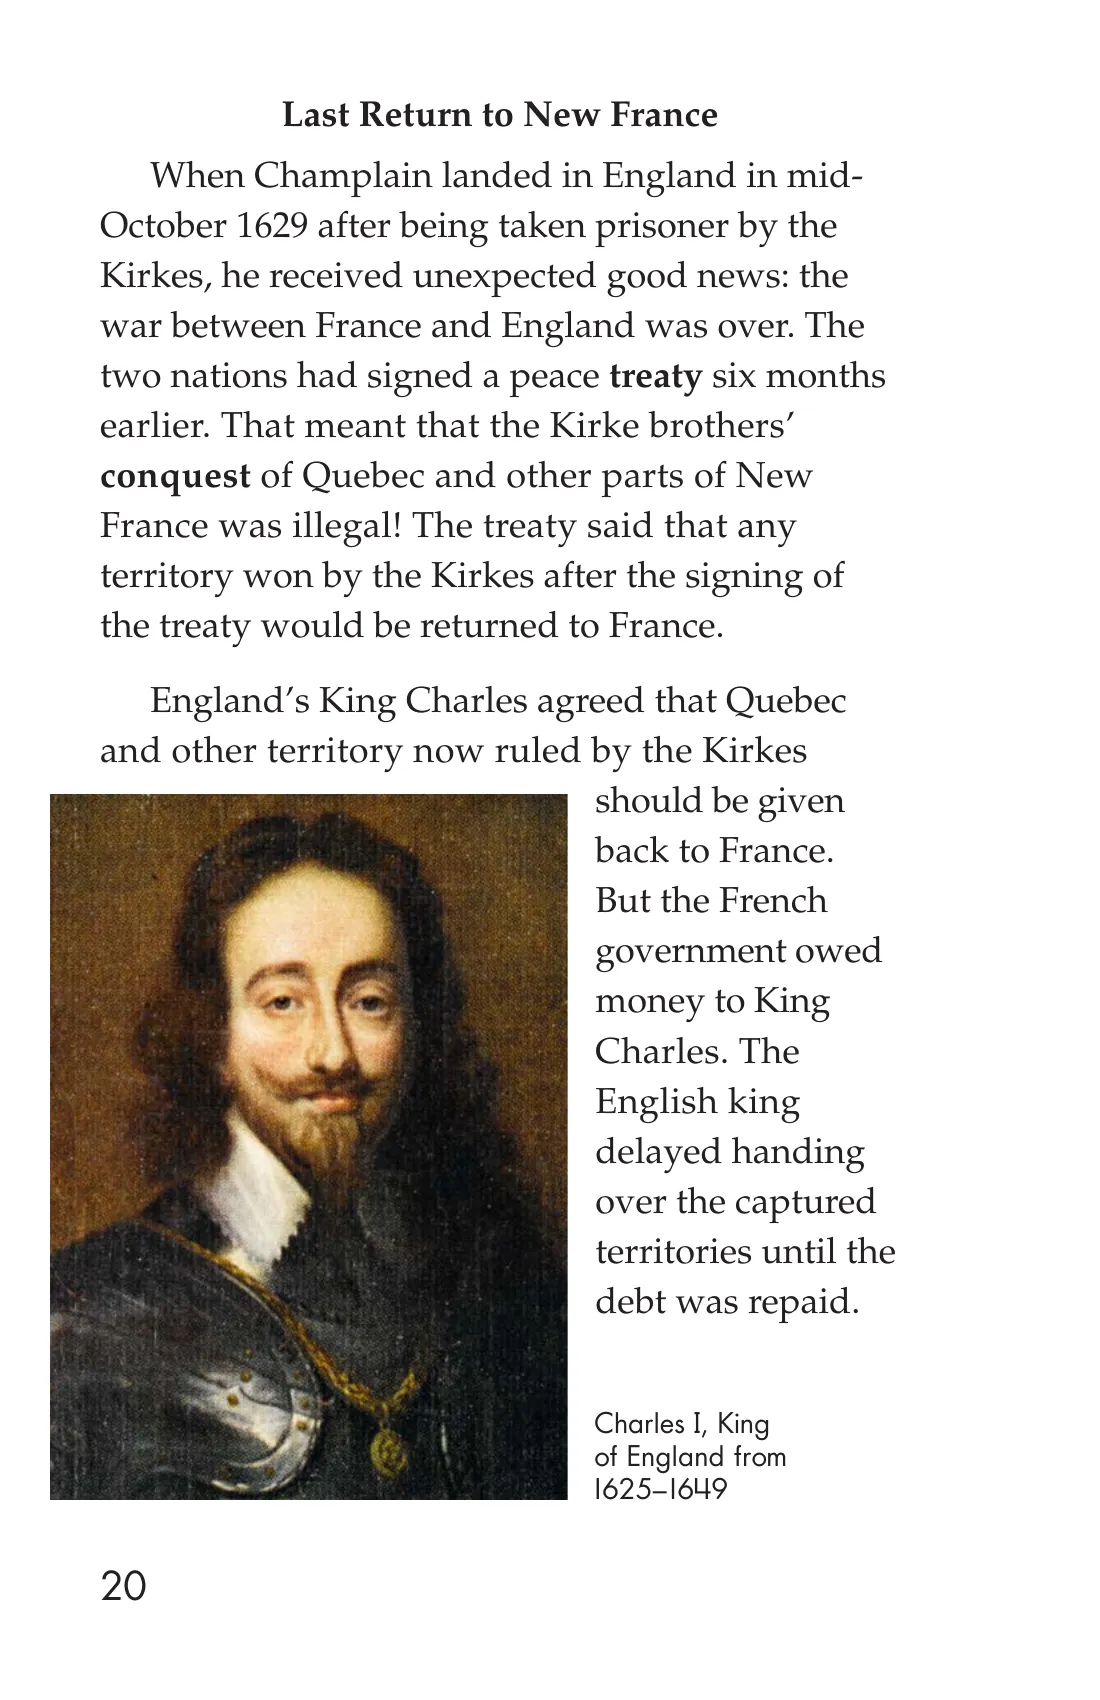 Last Return to New France
When Champlain landed in England in mid-
October 1629 after being taken prisoner by the
Kirkes, he received unexpected good news: the
war between France and England was over. The
two nations had signed a peace treaty six months
earlier. That meant that the Kirke brothers’
conquest of Quebec and other parts of New
France was illegal! The treaty said that any
territory won by the Kirkes after the signing of
the treaty would be returned to France.
England’s King Charles agreed that Quebec
and other territory now ruled by the Kirkes
should be given
back to France.
But the French
government owed
money to King
Charles. The
English king
delayed handing
over the captured
territories until the
debt was repaid.
Charles I, King
of England from
1625–1649
20